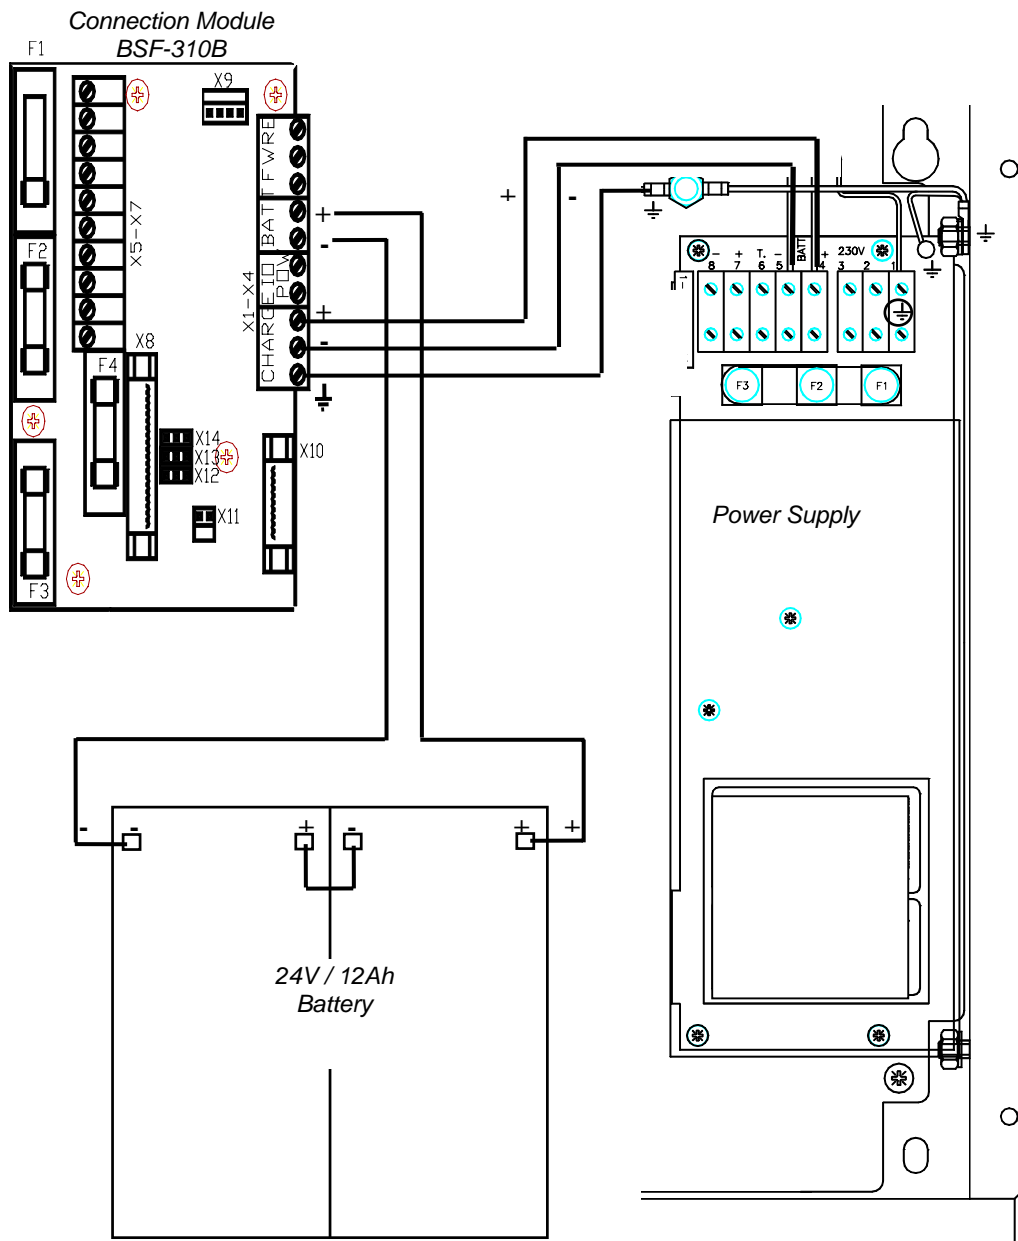 Connection Module
BSF-310B
F1
X9
T FWRE
BAT
+
-
X5-X7
F2
IO
POW
X1-X4
CHARGE
+
-
X8
F4
X14
X13
X12
X10
X11
F3
+
-
- + T. - BATT + 230V
8 7 6 5 4 3 2 1
F3 F2 F1
Power Supply
- - + - + +
24V / 12Ah
Battery